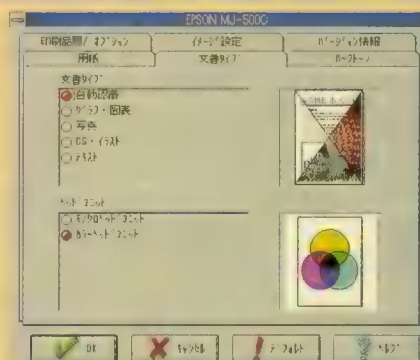 EPSON MJ-500C
印刷品質/ｵﾌﾟｼｮﾝ
ｲﾒｰｼﾞ設定
ﾊﾞｰｼﾞｮﾝ情報
用紙
文書ﾀｲﾌﾟ
ﾊｰﾌﾄｰﾝ
文書ﾀｲﾌﾟ
自動認識
ｸﾞﾗﾌ・図表
写真
CG・ｲﾗｽﾄ
ﾃｷｽﾄ
ﾍｯﾄﾞﾕﾆｯﾄ
ﾓﾉｸﾛﾍｯﾄﾞﾕﾆｯﾄ
ｶﾗｰﾍｯﾄﾞﾕﾆｯﾄ
OK
ｷｬﾝｾﾙ
ﾃﾞﾌｫﾙﾄ
ﾍﾙﾌﾟ